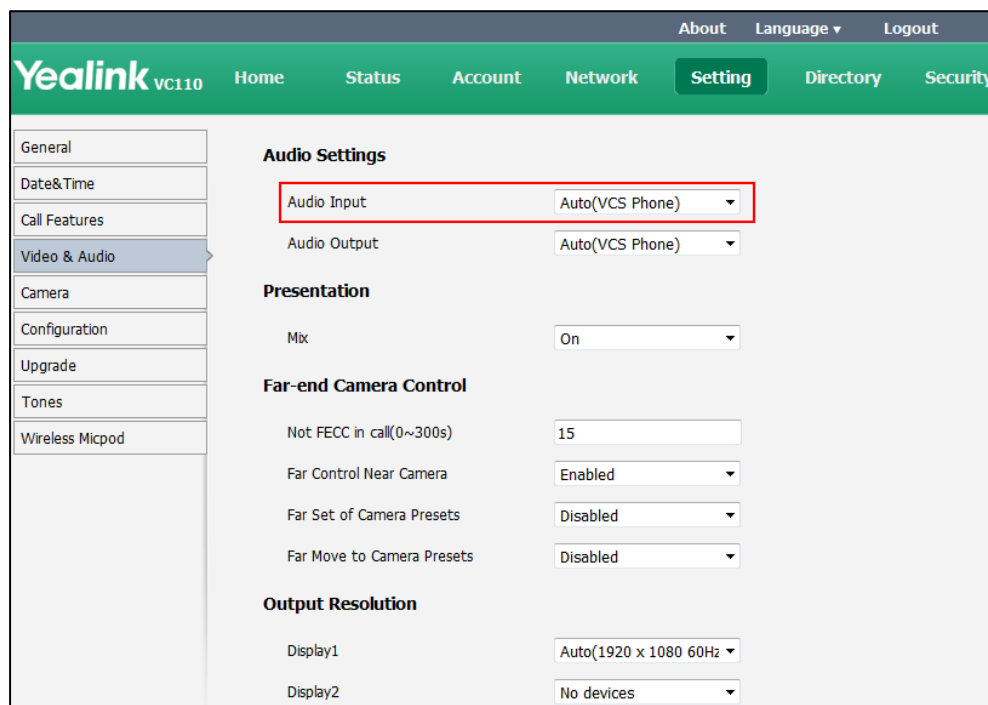 About Language ▾ Logout
Yealink VC110 Home Status Account Network Setting Directory Security
General
Date&Time
Call Features
Video & Audio
Camera
Configuration
Upgrade
Tones
Wireless Micpod
Audio Settings
Audio Input Auto(VCS Phone)
Audio Output Auto(VCS Phone)
Presentation
Mix On
Far-end Camera Control
Not FECC in call(0~300s) 15
Far Control Near Camera Enabled
Far Set of Camera Presets Disabled
Far Move to Camera Presets Disabled
Output Resolution
Display1 Auto(1920 x 1080 60Hz
Display2 No devices